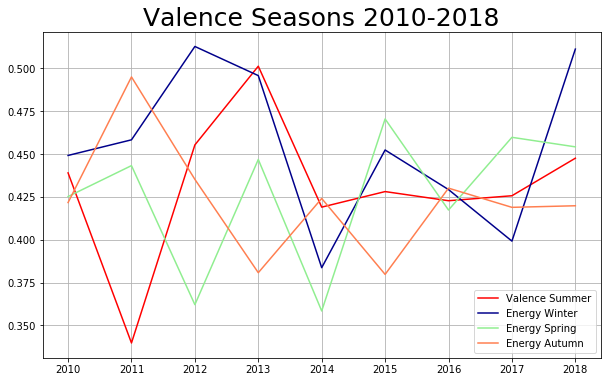 Valence Seasons 2010-2018
0.500
0.475
0.450
0.425
0.400
0.375
0.350
Valence Summer
Energy Winter
Energy Spring
Energy Autumn
2010 2011 2012 2013 2014 2015 2016 2017 2018